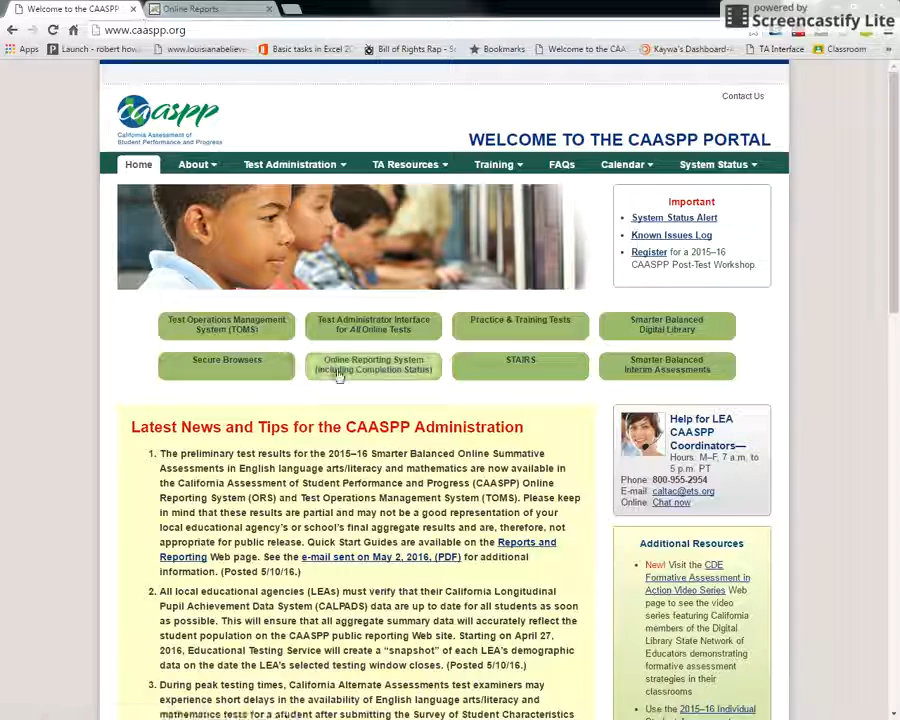 Welcome to the CAASPP
Online Reports
powered by
Screencastify Lite
www.caaspp.org
Apps
Launch - robert how
www.louisianabelieve
Basic tasks in Excel 20
Bill of Rights Rap - Sc
Bookmarks
Welcome to the CAA
Kaywa's Dashboard
TA Interface
Classroom
Contact Us
caaspp
California Assessment of
Student Performance and Progress
WELCOME TO THE CAASPP PORTAL
Home
About
Test Administration
TA Resources
Training
FAQs
Calendar
System Status
Important
• System Status Alert
• Known Issues Log
• Register for a 2015–16
CAASPP Post-Test Workshop.
Test Operations Management
System (TOMS)
Test Administrator Interface
for All Online Tests
Practice & Training Tests
Smarter Balanced
Digital Library
Secure Browsers
Online Reporting System
(including Completion Status)
STAIRS
Smarter Balanced
Interim Assessments
Latest News and Tips for the CAASPP Administration
1. The preliminary test results for the 2015–16 Smarter Balanced Online Summative
Assessments in English language arts/literacy and mathematics are now available in
the California Assessment of Student Performance and Progress (CAASPP) Online
Reporting System (ORS) and Test Operations Management System (TOMS). Please keep
in mind that these results are partial and may not be a good representation of your
local educational agency's or school's final aggregate results and are, therefore, not
appropriate for public release. Quick Start Guides are available on the Reports and
Reporting Web page. See the e-mail sent on May 2, 2016, (PDF) for additional
information. (Posted 5/10/16.)
2. All local educational agencies (LEAs) must verify that their California Longitudinal
Pupil Achievement Data System (CALPADS) data are up to date for all students as soon
as possible. This will ensure that all aggregate summary data will accurately reflect the
student population on the CAASPP public reporting Web site. Starting on April 27,
2016, Educational Testing Service will create a "snapshot" of each LEA's demographic
data on the date the LEA's selected testing window closes. (Posted 5/10/16.)
3. During peak testing times, California Alternate Assessments test examiners may
experience short delays in the availability of English language arts/literacy and
mathematics tests for a student after submitting the Survey of Student Characteristics
Help for LEA
CAASPP
Coordinators—
Hours: M–F, 7 a.m. to
5 p.m. PT
Phone: 800-955-2954
E-mail: caltac@ets.org
Online: Chat now
Additional Resources
• New! Visit the CDE
Formative Assessment in
Action Video Series Web
page to see the video
series featuring California
members of the Digital
Library State Network of
Educators demonstrating
formative assessment
strategies in their
classrooms
• Use the 2015–16 Individual